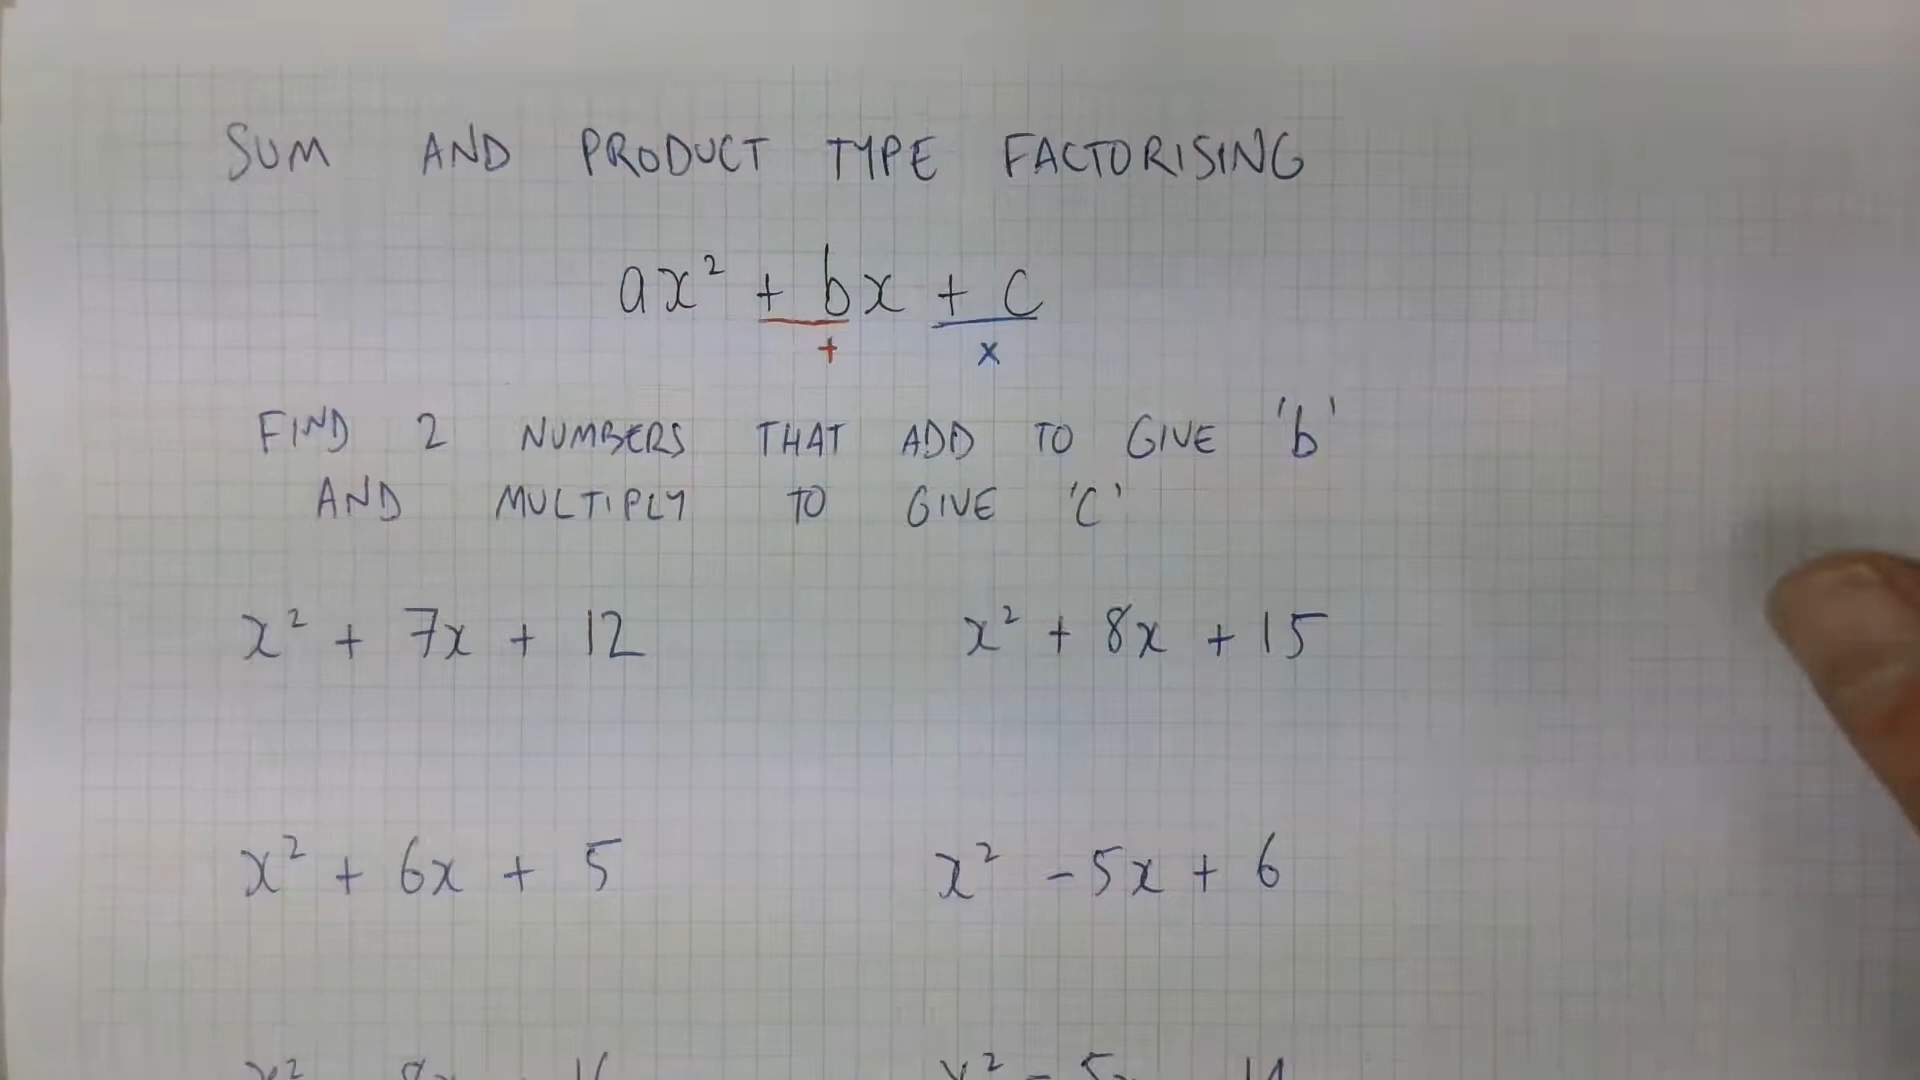 SUM AND PRODUCT TYPE FACTORISING
ax² + bx + c
+ x
FIND 2 NUMBERS THAT ADD TO GIVE 'b'
AND MULTIPLY TO GIVE 'C'
x² + 7x + 12
x² + 8x + 15
x² + 6x + 5
x² - 5x + 6